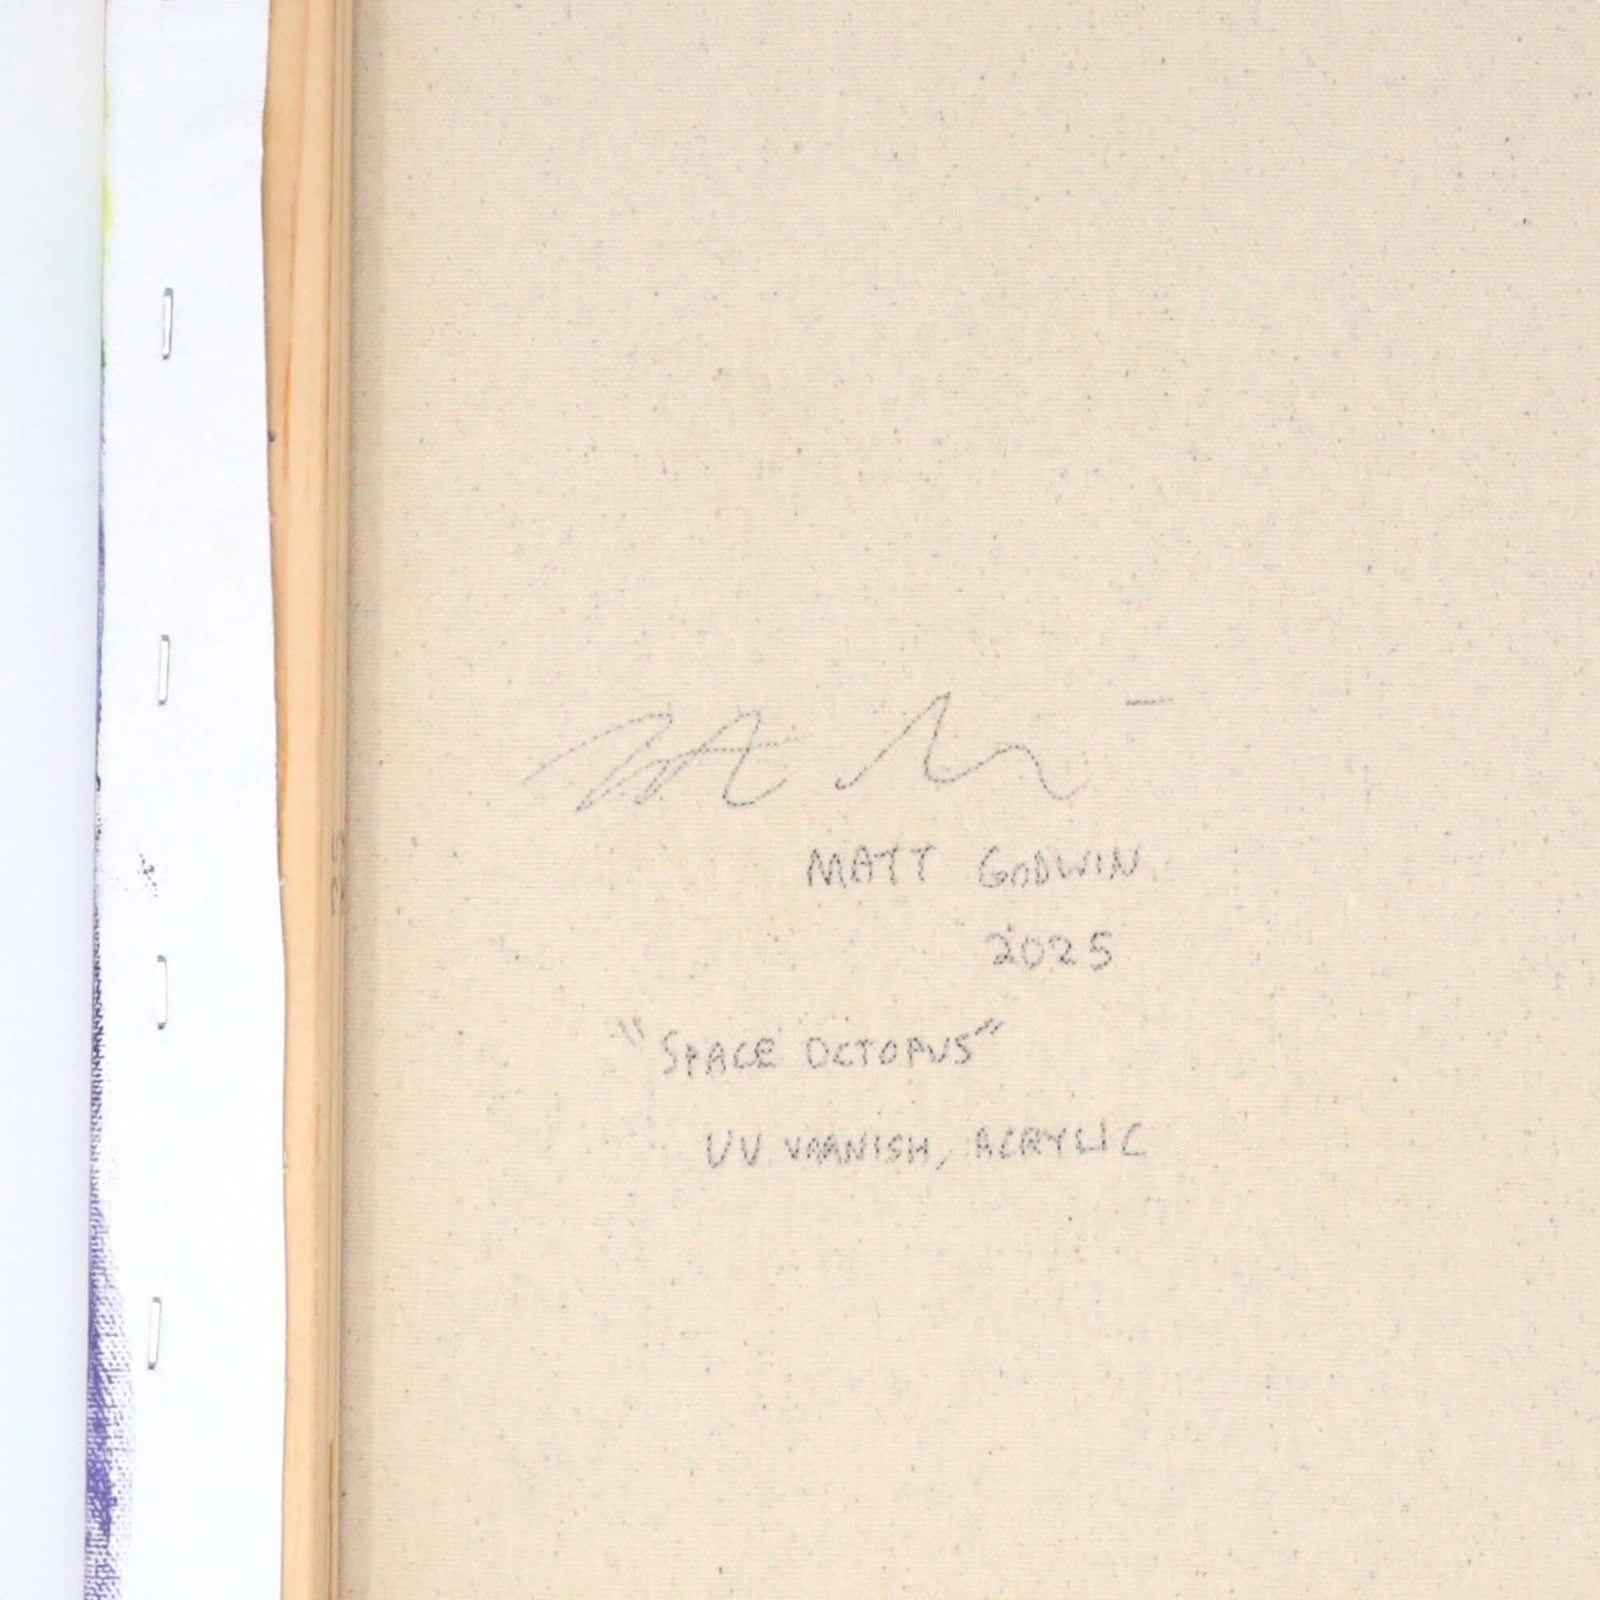 MATT GODWIN
2025
"SPACE OCTOPUS"
UV VARNISH, ACRYLIC